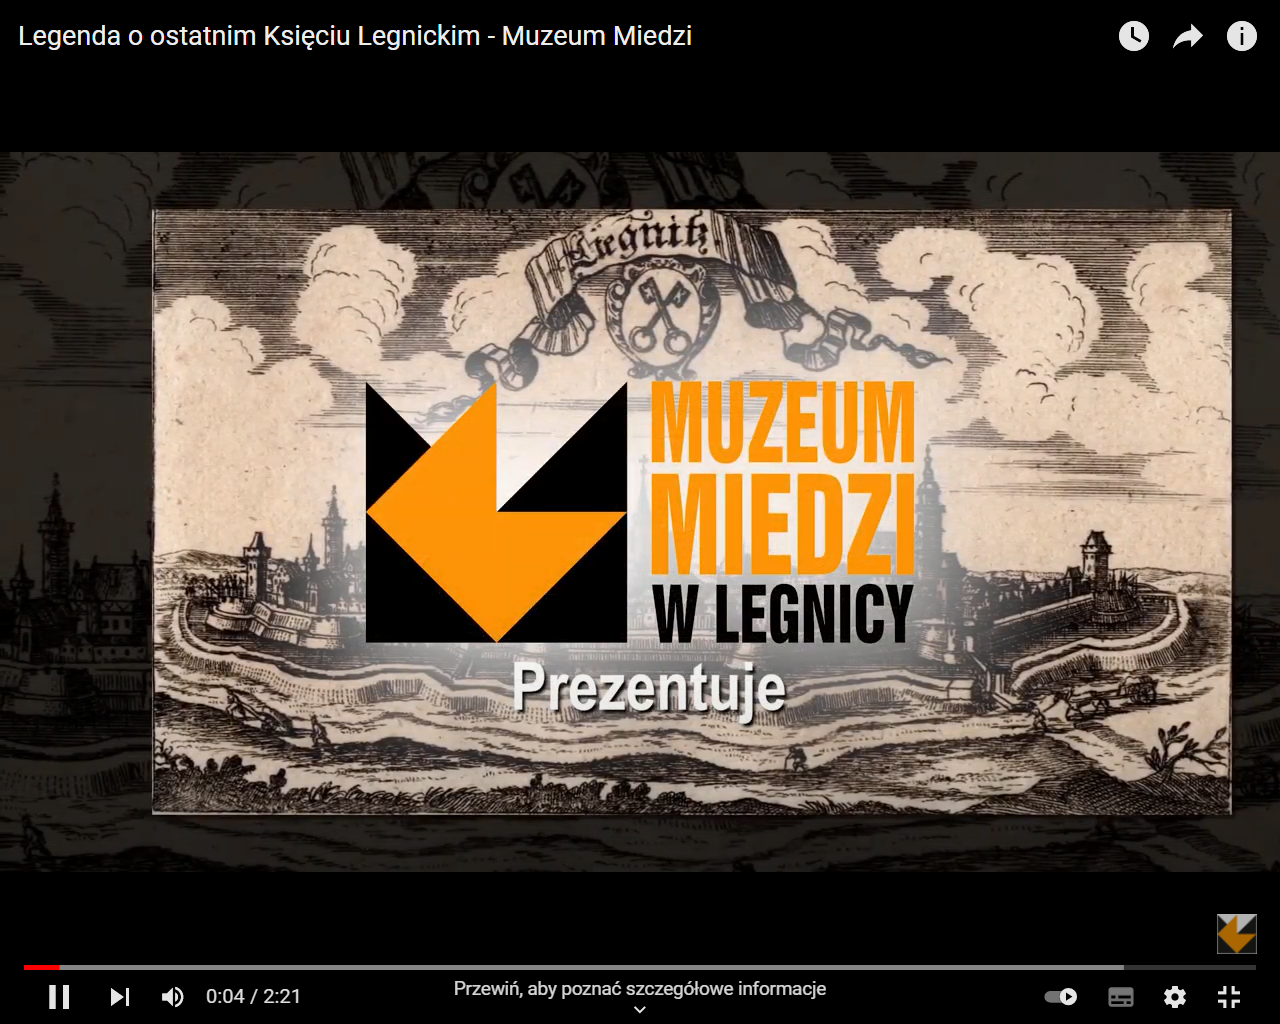 Legenda o ostatnim Księciu Legnickim - Muzeum Miedzi
Liegnitz
MUZEUM
MIEDZI
W LEGNICY
Prezentuje
0:04 / 2:21
Przewiń, aby poznać szczegółowe informacje